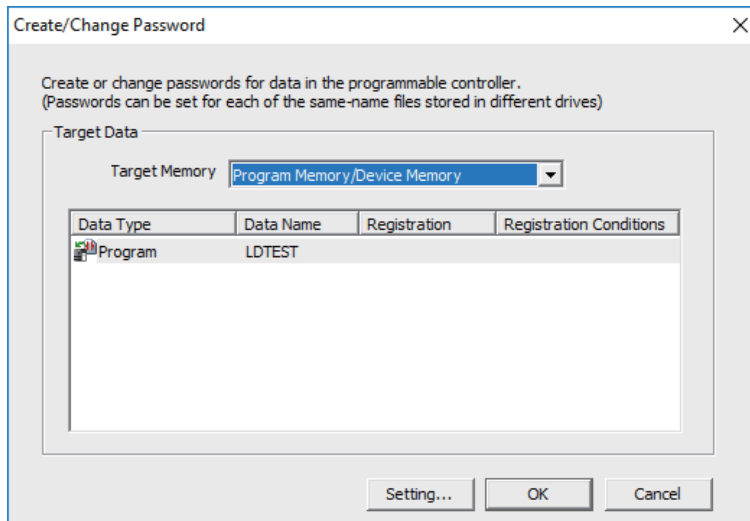 Create/Change Password
Create or change passwords for data in the programmable controller.
(Passwords can be set for each of the same-name files stored in different drives)
Target Data
Target Memory Program Memory/Device Memory
Data Type Data Name Registration Registration Conditions
Program LDTEST
Setting... OK Cancel